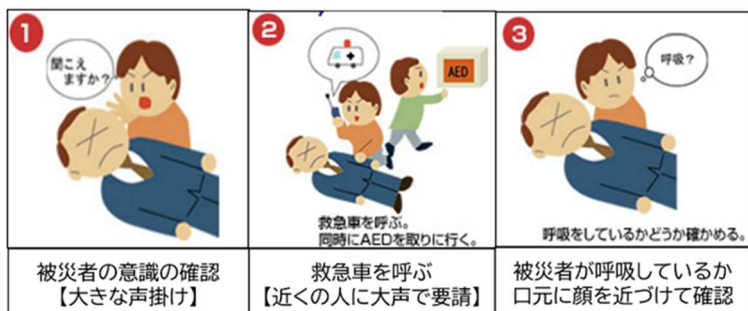 1
聞こえ
ますか?
2
AED
救急車を呼ぶ。
同時にAEDを取りに行く。
3
呼吸?
呼吸をしているかどうか確かめる。
被災者の意識の確認
【大きな声掛け】
救急車を呼ぶ
【近くの人に大声で要請】
被災者が呼吸しているか
口元に顔を近づけて確認